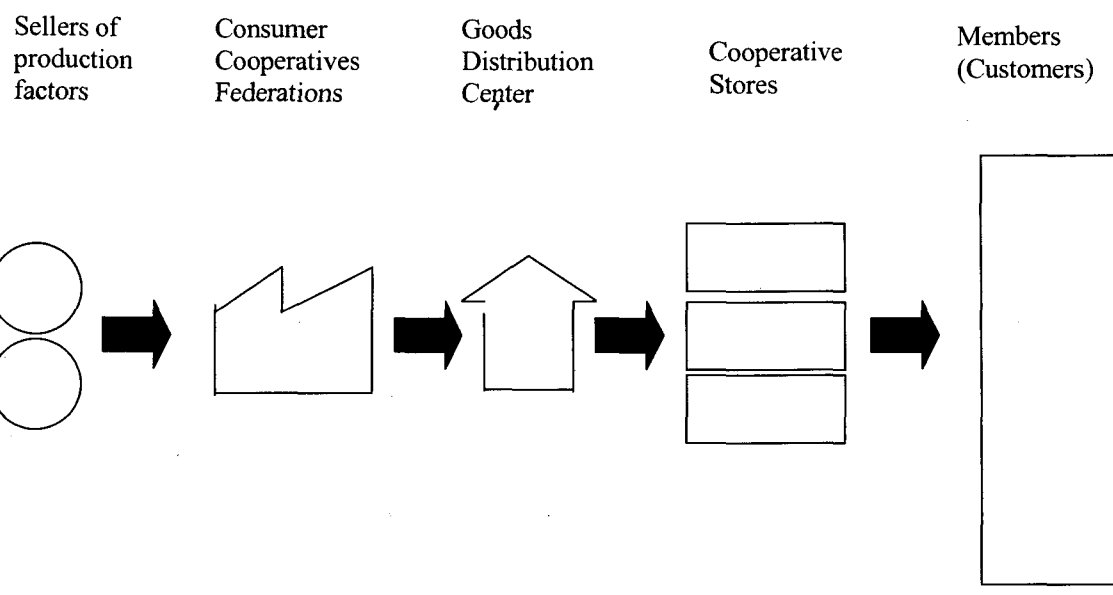 Sellers of
production
factors
Consumer
Cooperatives
Federations
Goods
Distribution
Center
Cooperative
Stores
Members
(Customers)